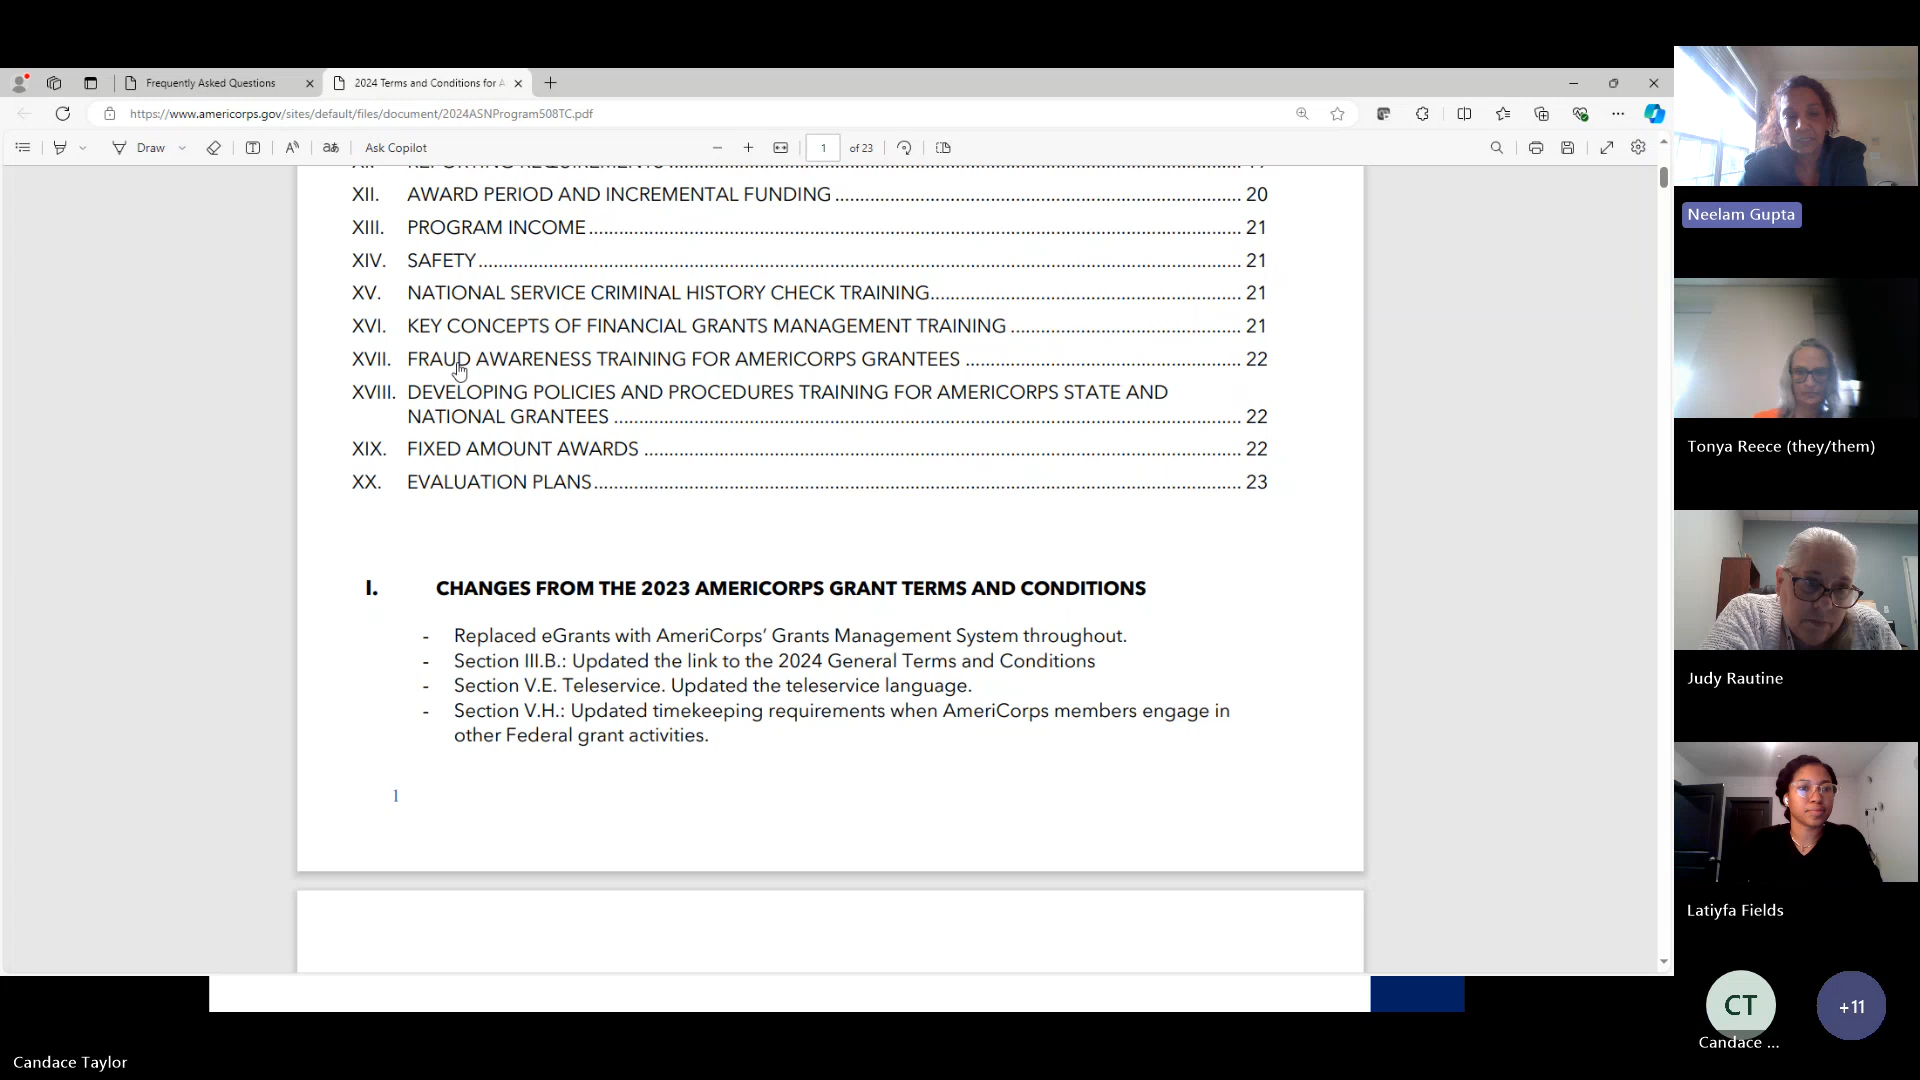 Frequently Asked Questions
2024 Terms and Conditions for A
https://www.americorps.gov/sites/default/files/document/2024ASNProgram508TC.pdf
Draw
Ask Copilot
1
of 23
REPORTING REQUIREMENTS
XII. AWARD PERIOD AND INCREMENTAL FUNDING 20
XIII. PROGRAM INCOME 21
XIV. SAFETY 21
XV. NATIONAL SERVICE CRIMINAL HISTORY CHECK TRAINING 21
XVI. KEY CONCEPTS OF FINANCIAL GRANTS MANAGEMENT TRAINING 21
XVII. FRAUD AWARENESS TRAINING FOR AMERICORPS GRANTEES 22
XVIII. DEVELOPING POLICIES AND PROCEDURES TRAINING FOR AMERICORPS STATE AND
NATIONAL GRANTEES 22
XIX. FIXED AMOUNT AWARDS 22
XX. EVALUATION PLANS 23
I. CHANGES FROM THE 2023 AMERICORPS GRANT TERMS AND CONDITIONS
- Replaced eGrants with AmeriCorps’ Grants Management System throughout.
- Section III.B.: Updated the link to the 2024 General Terms and Conditions
- Section V.E. Teleservice. Updated the teleservice language.
- Section V.H.: Updated timekeeping requirements when AmeriCorps members engage in
other Federal grant activities.
1
Neelam Gupta
Tonya Reece (they/them)
Judy Rautine
Latiyfa Fields
CT
+11
Candace ...
Candace Taylor